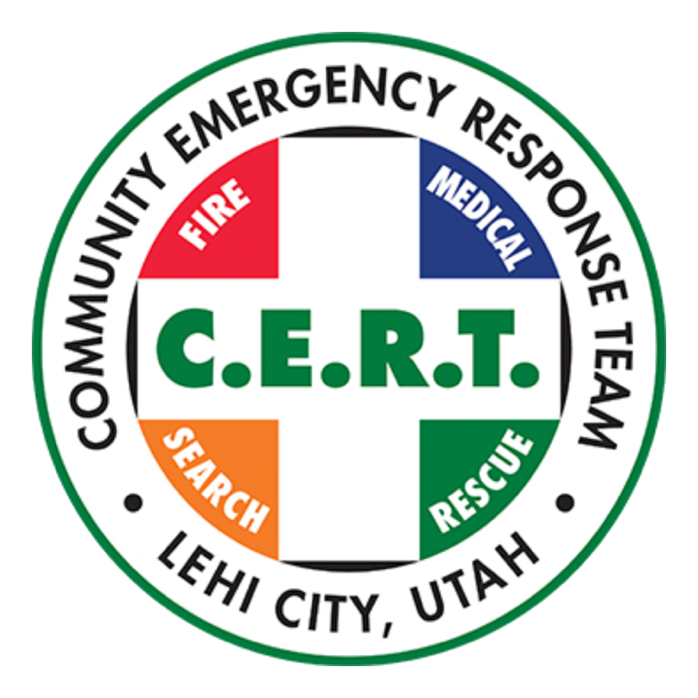 COMMUNITY EMERGENCY RESPONSE TEAM
FIRE
MEDICAL
C.E.R.T.
SEARCH
RESCUE
LEHI CITY, UTAH